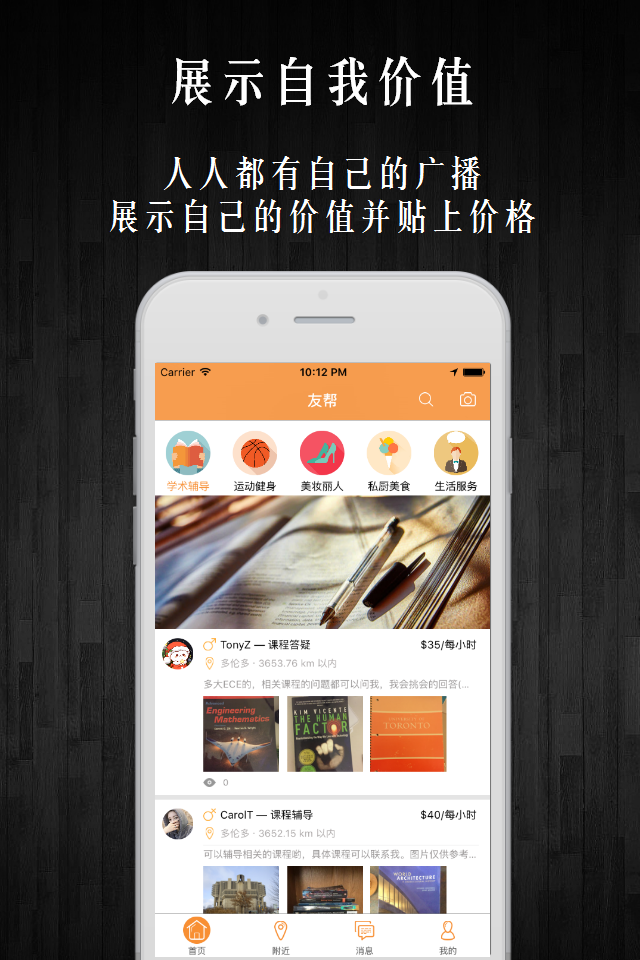 展示自我价值
人人都有自己的广播
展示自己的价值并贴上价格
Carrier 10:12 PM
友帮
学术辅导 运动健身 美妆丽人 私厨美食 生活服务
TonyZ — 课程答疑 $35/每小时
多伦多 · 3653.76 km 以内
多大ECE的，相关课程的问题都可以问我，我会挑会的回答(...
Engineering
Mathematics
KIM VICENTE
THE HUMAN
FACTOR
TORONTO
0
CarolT — 课程辅导 $40/每小时
多伦多 · 3652.15 km 以内
可以辅导相关的课程哟，具体课程可以联系我。图片仅供参考...
WORLD
ARCHITECTURE
首页 附近 消息 我的